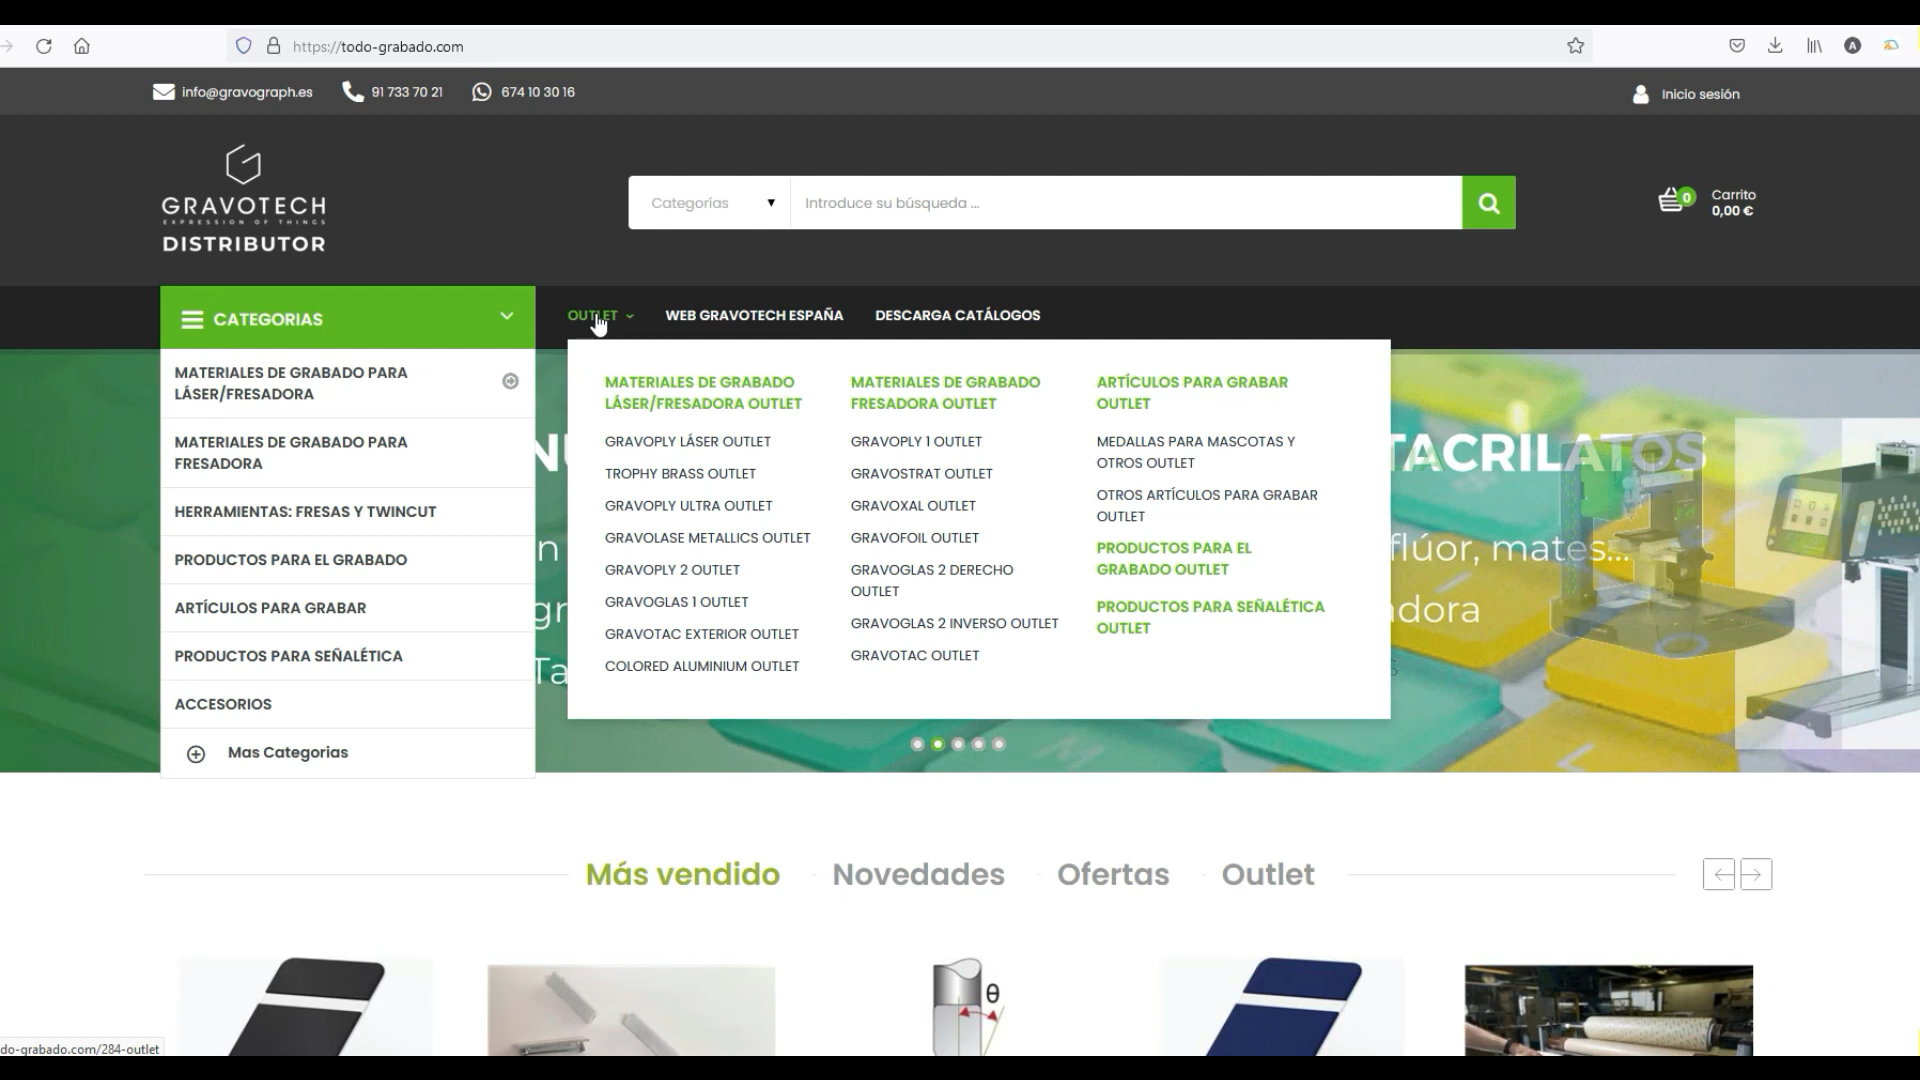 https://todo-grabado.com
A
info@gravograph.es
91 733 70 21
674 10 30 16
Inicio sesión
GRAVOTECH
EXPRESSION OF THINGS
DISTRIBUTOR
Categorías
Introduce su búsqueda ...
0
Carrito
0,00 €
CATEGORIAS
OUTLET
WEB GRAVOTECH ESPAÑA
DESCARGA CATÁLOGOS
MATERIALES DE GRABADO PARA
LÁSER/FRESADORA
MATERIALES DE GRABADO PARA
FRESADORA
HERRAMIENTAS: FRESAS Y TWINCUT
PRODUCTOS PARA EL GRABADO
ARTÍCULOS PARA GRABAR
PRODUCTOS PARA SEÑALÉTICA
ACCESORIOS
Mas Categorias
MATERIALES DE GRABADO
LÁSER/FRESADORA OUTLET
GRAVOPLY LÁSER OUTLET
TROPHY BRASS OUTLET
GRAVOPLY ULTRA OUTLET
GRAVOLASE METALLICS OUTLET
GRAVOPLY 2 OUTLET
GRAVOGLAS 1 OUTLET
GRAVOTAC EXTERIOR OUTLET
COLORED ALUMINIUM OUTLET
MATERIALES DE GRABADO
FRESADORA OUTLET
GRAVOPLY 1 OUTLET
GRAVOSTRAT OUTLET
GRAVOXAL OUTLET
GRAVOFOIL OUTLET
GRAVOGLAS 2 DERECHO
OUTLET
GRAVOGLAS 2 INVERSO OUTLET
GRAVOTAC OUTLET
ARTÍCULOS PARA GRABAR
OUTLET
MEDALLAS PARA MASCOTAS Y
OTROS OUTLET
OTROS ARTÍCULOS PARA GRABAR
OUTLET
PRODUCTOS PARA EL
GRABADO OUTLET
PRODUCTOS PARA SEÑALÉTICA
OUTLET
TACRILATOS
flúor, mates...
adora
Más vendido
Novedades
Ofertas
Outlet
θ
do-grabado.com/284-outlet